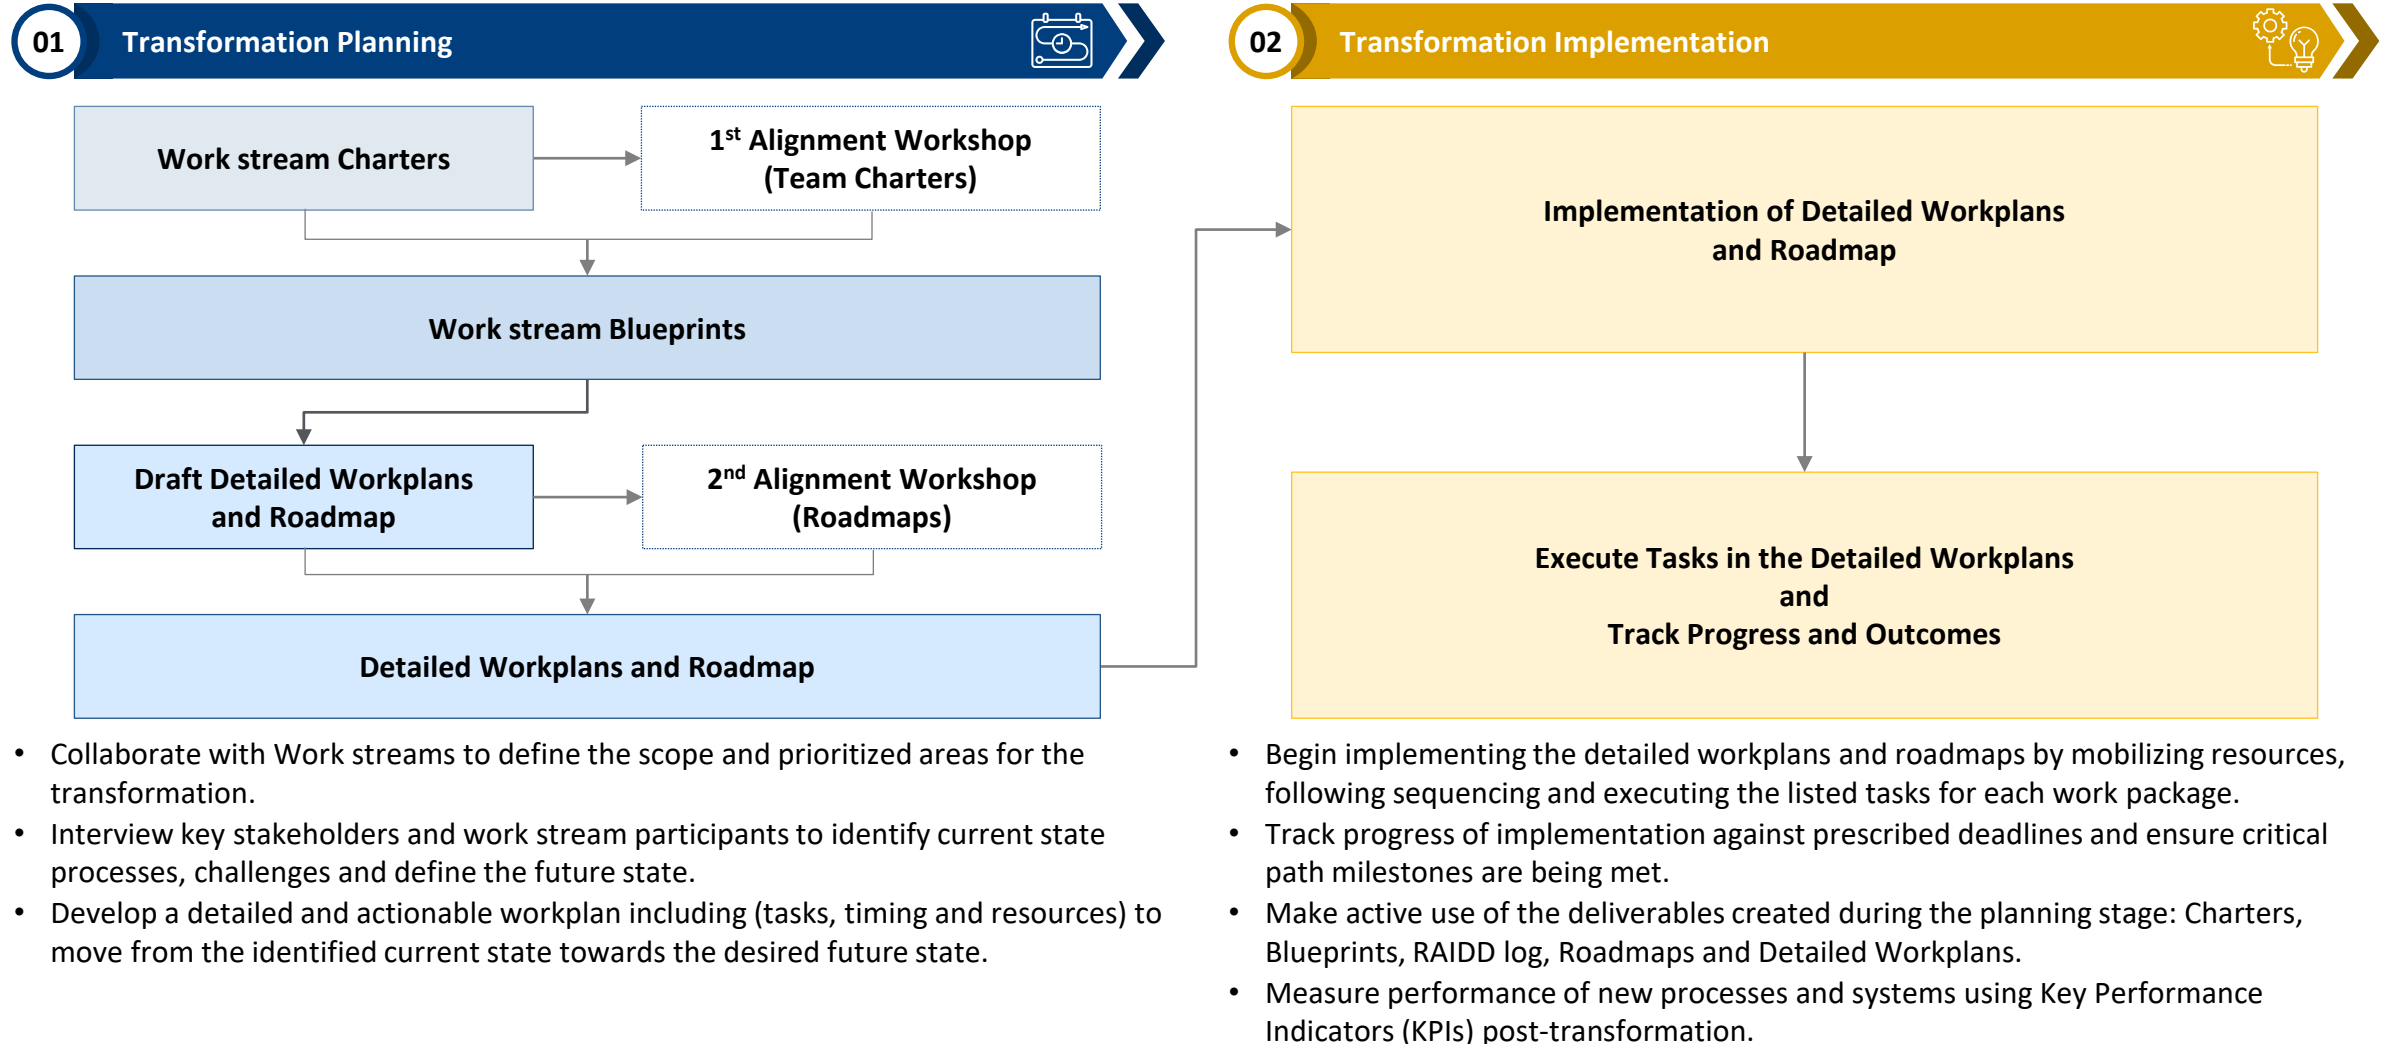 01
Transformation Planning
Work stream Charters
1st Alignment Workshop
(Team Charters)
Work stream Blueprints
Draft Detailed Workplans
and Roadmap
2nd Alignment Workshop
(Roadmaps)
Detailed Workplans and Roadmap
• Collaborate with Work streams to define the scope and prioritized areas for the
transformation.
• Interview key stakeholders and work stream participants to identify current state
processes, challenges and define the future state.
• Develop a detailed and actionable workplan including (tasks, timing and resources) to
move from the identified current state towards the desired future state.
02
Transformation Implementation
Implementation of Detailed Workplans
and Roadmap
Execute Tasks in the Detailed Workplans
and
Track Progress and Outcomes
• Begin implementing the detailed workplans and roadmaps by mobilizing resources,
following sequencing and executing the listed tasks for each work package.
• Track progress of implementation against prescribed deadlines and ensure critical
path milestones are being met.
• Make active use of the deliverables created during the planning stage: Charters,
Blueprints, RAIDD log, Roadmaps and Detailed Workplans.
• Measure performance of new processes and systems using Key Performance
Indicators (KPIs) post-transformation.